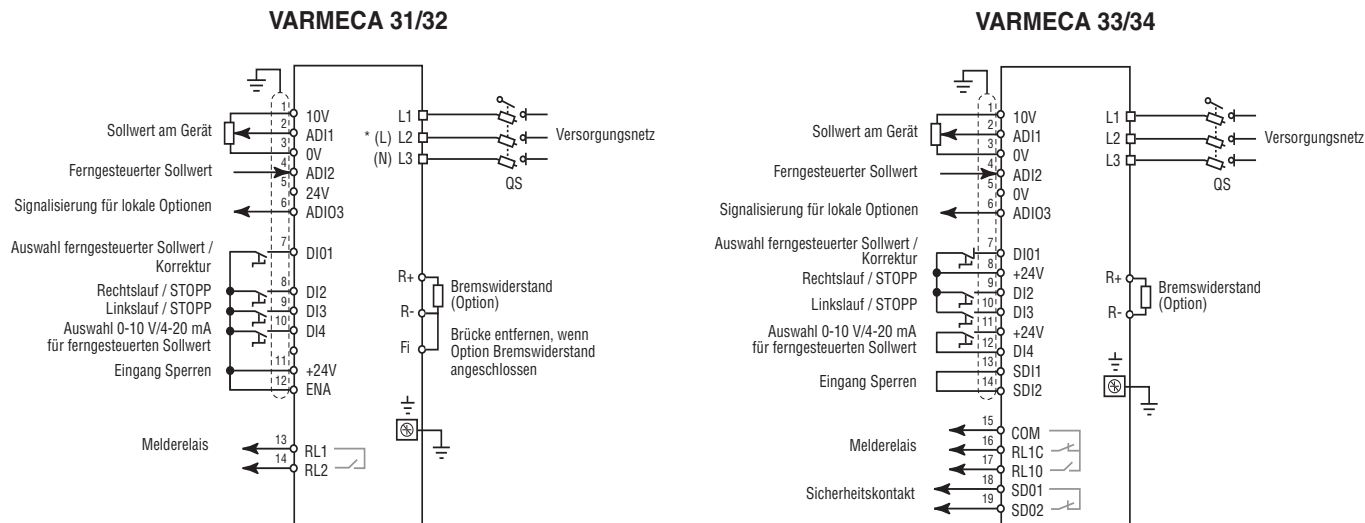 VARMECA 31/32
1 10V
Sollwert am Gerät
2 ADI1
3 0V
Ferngesteuerter Sollwert
4 ADI2
5 24V
Signalisierung für lokale Optionen
6 ADIO3
Auswahl ferngesteuerter Sollwert /
Korrektur
7 DI01
Rechtslauf / STOPP
8 DI2
Linkslauf / STOPP
9 DI3
Auswahl 0-10 V/4-20 mA
für ferngesteuerten Sollwert
10 DI4
Eingang Sperren
11 +24V
12 ENA
Melderelais
13 RL1
14 RL2
L1
* (L) L2
(N) L3
QS
Versorgungsnetz
R+
R-
Fi
Bremswiderstand
(Option)
Brücke entfernen, wenn
Option Bremswiderstand
angeschlossen
VARMECA 33/34
1 10V
Sollwert am Gerät
2 ADI1
3 0V
Ferngesteuerter Sollwert
4 ADI2
5 0V
Signalisierung für lokale Optionen
6 ADIO3
Auswahl ferngesteuerter Sollwert /
Korrektur
7 DI01
8 +24V
Rechtslauf / STOPP
9 DI2
Linkslauf / STOPP
10 DI3
Auswahl 0-10 V/4-20 mA
für ferngesteuerten Sollwert
11 +24V
12 DI4
Eingang Sperren
13 SDI1
14 SDI2
Melderelais
15 COM
16 RL1C
17 RL1O
Sicherheitskontakt
18 SD01
19 SD02
L1
L2
L3
QS
Versorgungsnetz
R+
R-
Bremswiderstand
(Option)